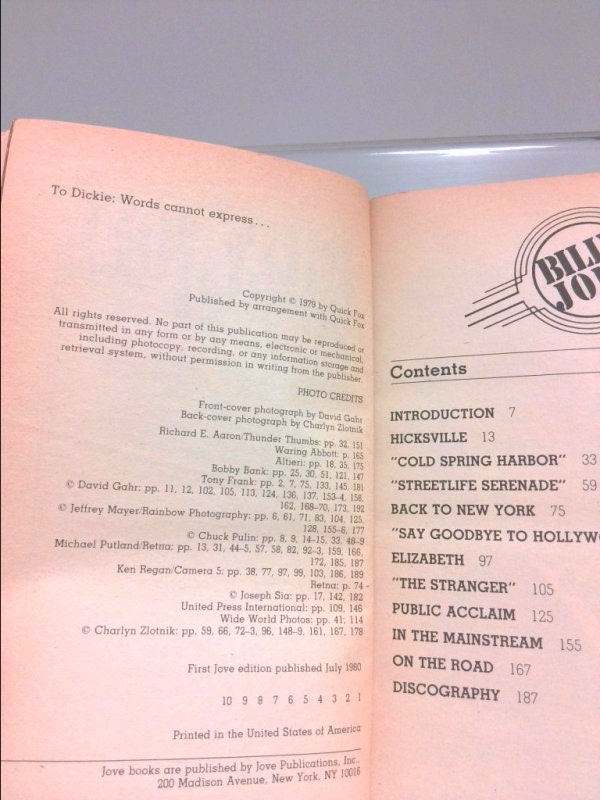 To Dickie: Words cannot express...
Copyright © 1979 by Quick Fox
Published by arrangement with Quick Fox
All rights reserved. No part of this publication may be reproduced or
transmitted in any form or by any means, electronic or mechanical,
including photocopy, recording, or any information storage and
retrieval system, without permission in writing from the publisher.
PHOTO CREDITS
Front-cover photograph by David Gahr
Back-cover photograph by Charlyn Zlotnik
Richard E. Aaron/Thunder Thumbs: pp. 32, 151
Waring Abbott: p. 165
Altieri: pp. 18, 35, 175
Bobby Bank: pp. 25, 30, 51, 121, 147
Tony Frank: pp. 2, 7, 75, 133, 145, 181
© David Gahr: pp. 11, 12, 102, 105, 113, 124, 136, 137, 153-4, 158,
162, 168-70, 173, 192
© Jeffrey Mayer/Rainbow Photography: pp. 6, 61, 71, 83, 104, 125,
128, 155-6, 177
© Chuck Pulin: pp. 8, 9, 14-15, 33, 48-9
Michael Putland/Retna: pp. 13, 31, 44-5, 57, 58, 82, 92-3, 159, 166,
172, 185, 187
Ken Regan/Camera 5: pp. 38, 77, 97, 99, 103, 186, 189
Retna: p. 74
© Joseph Sia: pp. 17, 142, 182
United Press International: pp. 109, 146
Wide World Photos: pp. 41; 114
© Charlyn Zlotnik: pp. 59, 66, 72-3, 96, 148-9, 161, 167, 178
First Jove edition published July 1980
10 9 8 7 6 5 4 3 2 1
Printed in the United States of America
Jove books are published by Jove Publications, Inc.,
200 Madison Avenue, New York, NY 10016
BILL
JO
Contents
INTRODUCTION 7
HICKSVILLE 13
"COLD SPRING HARBOR" 33
"STREETLIFE SERENADE" 59
BACK TO NEW YORK 75
"SAY GOODBYE TO HOLLYW
ELIZABETH 97
"THE STRANGER" 105
PUBLIC ACCLAIM 125
IN THE MAINSTREAM 155
ON THE ROAD 167
DISCOGRAPHY 187